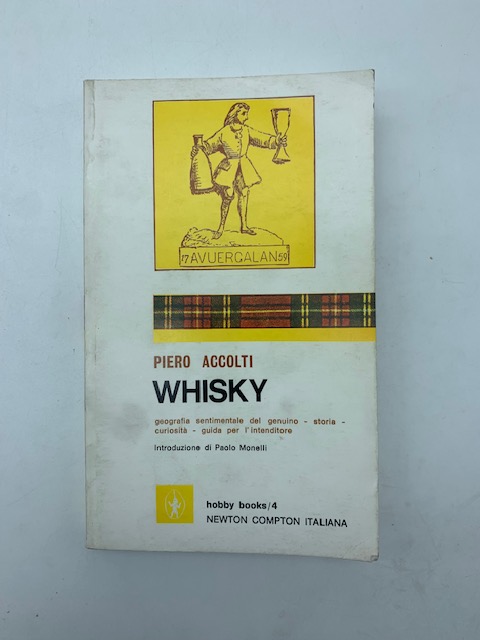 17 AVUERGALAN 59
PIERO ACCOLTI
WHISKY
geografia sentimentale del genuino - storia -
curiosità - guida per l'intenditore
Introduzione di Paolo Monelli
hobby books/4
NEWTON COMPTON ITALIANA